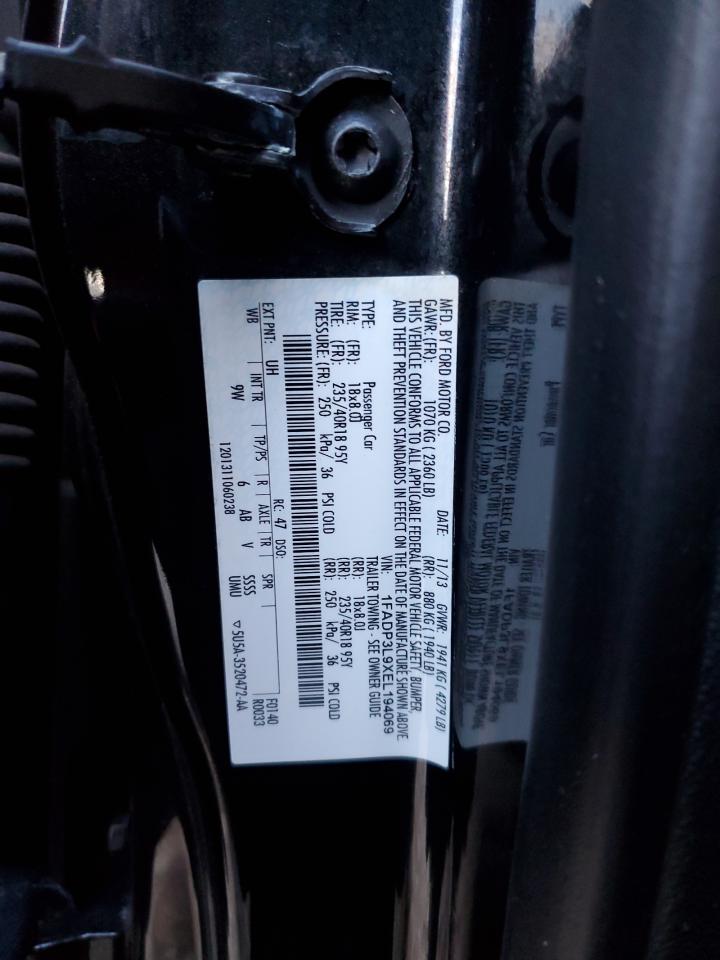 MFD. BY FORD MOTOR CO.
DATE: 11/13 GVWR: 1941 KG ( 4279 LB)
GAWR: (FR): 1070 KG ( 2360 LB) (RR): 880 KG ( 1940 LB)
THIS VEHICLE CONFORMS TO ALL APPLICABLE FEDERAL MOTOR VEHICLE SAFETY, BUMPER,
AND THEFT PREVENTION STANDARDS IN EFFECT ON THE DATE OF MANUFACTURE SHOWN ABOVE
VIN: 1FADP3L9XEL194069
TYPE: Passenger Car TRAILER TOWING - SEE OWNER GUIDE
RIM: (FR): 18x8.0J (RR): 18x8.0J
TIRE: (FR): 235/40R18 95Y (RR): 235/40R18 95Y
PRESSURE: (FR): 250 kPa/ 36 PSI COLD (RR): 250 kPa/ 36 PSI COLD
EXT PNT: UH RC: 47 DSO: F0140
WB INT TR TP/PS R AXLE TR SPR R0033
9W 6 AB V SSSS UMU
1201311060238 ▽5U5A-3520472-AA